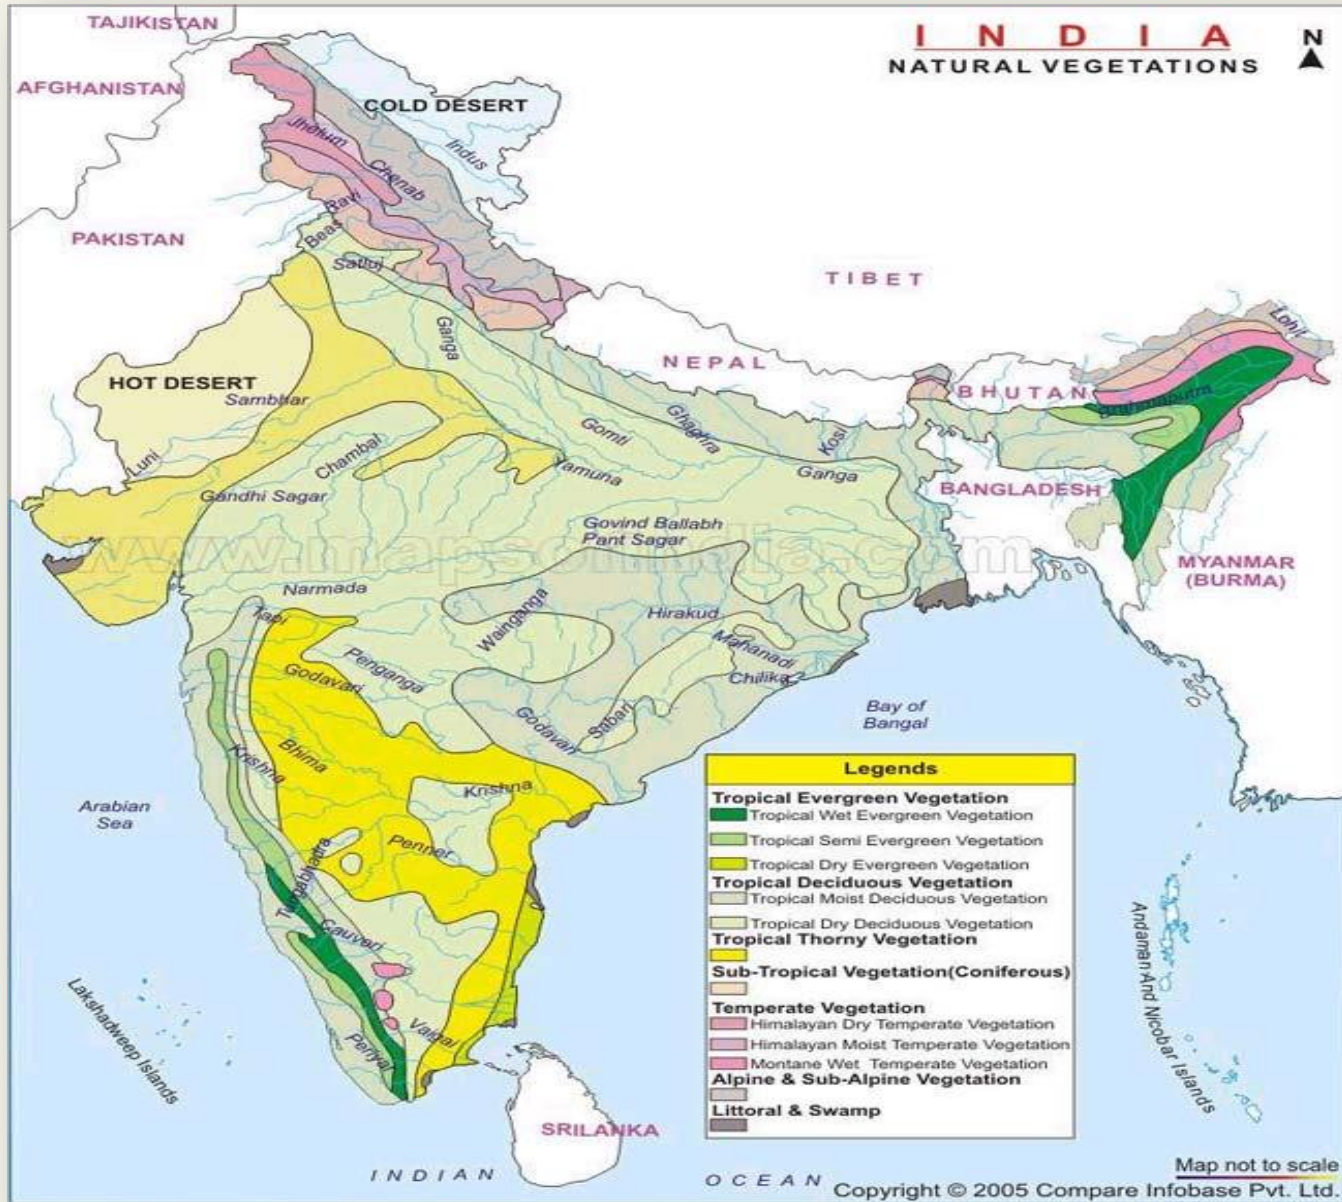 TAJIKISTAN
I N D I A
N
NATURAL VEGETATIONS
AFGHANISTAN
COLD DESERT
Jhelum
Indus
Chenab
Ravi
PAKISTAN
Beas
Satluj
TIBET
Lohit
Ganga
NEPAL
BHUTAN
HOT DESERT
Sambhar
Brahmaputra
Ghaghra
Gomti
Kosi
Chambal
Luni
Yamuna
Ganga
BANGLADESH
Gandhi Sagar
Govind Ballabh
Pant Sagar
www.mapsofindia.com
MYANMAR
(BURMA)
Narmada
Tapi
Wainganga
Hirakud
Mahanadi
Penganga
Godavari
Chilika
Bay of
Bangal
Godavari
Sabari
Bhima
Krishna
Krishna
Arabian
Sea
Penner
Tungabhadra
Cauvery
Vaigai
Periyal
Lakshadweep Islands
Andaman And Nicobar Islands
SRILANKA
INDIAN OCEAN
Legends
Tropical Evergreen Vegetation
Tropical Wet Evergreen Vegetation
Tropical Semi Evergreen Vegetation
Tropical Dry Evergreen Vegetation
Tropical Deciduous Vegetation
Tropical Moist Deciduous Vegetation
Tropical Dry Deciduous Vegetation
Tropical Thorny Vegetation
Sub-Tropical Vegetation(Coniferous)
Temperate Vegetation
Himalayan Dry Temperate Vegetation
Himalayan Moist Temperate Vegetation
Montane Wet Temperate Vegetation
Alpine & Sub-Alpine Vegetation
Littoral & Swamp
Map not to scale
Copyright © 2005 Compare Infobase Pvt. Ltd.